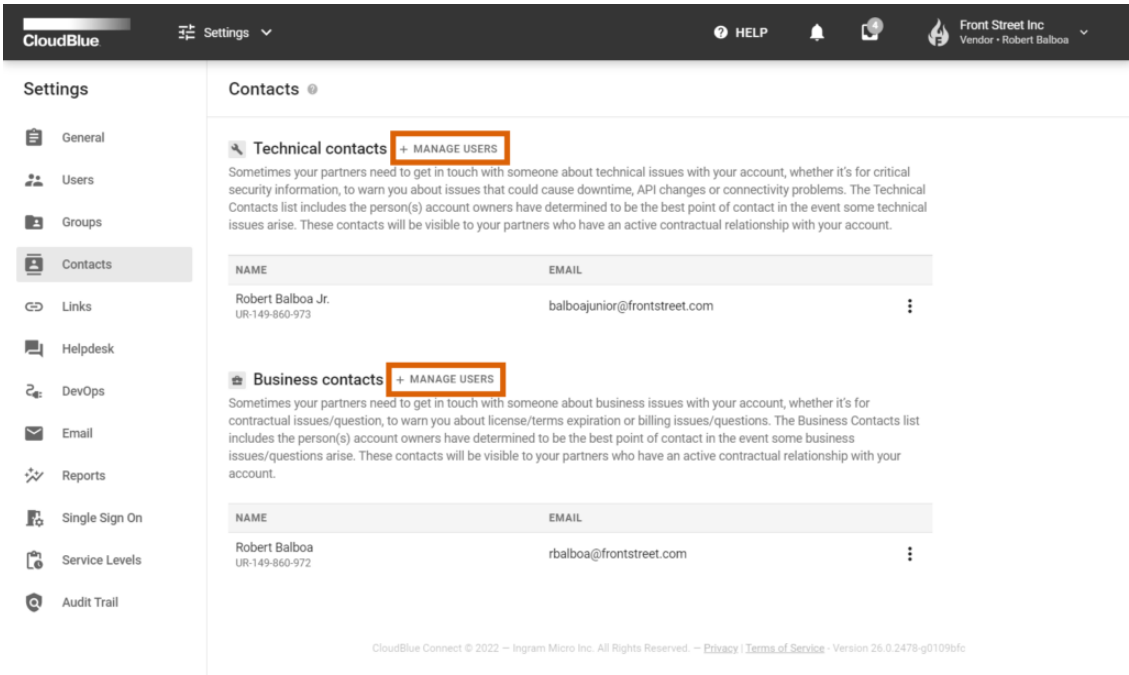 CloudBlue
Settings
HELP
4
Front Street Inc
Vendor • Robert Balboa
Settings
General
Users
Groups
Contacts
Links
Helpdesk
DevOps
Email
Reports
Single Sign On
Service Levels
Audit Trail
Contacts
Technical contacts + MANAGE USERS
Sometimes your partners need to get in touch with someone about technical issues with your account, whether it's for critical
security information, to warn you about issues that could cause downtime, API changes or connectivity problems. The Technical
Contacts list includes the person(s) account owners have determined to be the best point of contact in the event some technical
issues arise. These contacts will be visible to your partners who have an active contractual relationship with your account.
NAME EMAIL
Robert Balboa Jr.
UR-149-860-973
balboajunior@frontstreet.com
Business contacts + MANAGE USERS
Sometimes your partners need to get in touch with someone about business issues with your account, whether it's for
contractual issues/question, to warn you about license/terms expiration or billing issues/questions. The Business Contacts list
includes the person(s) account owners have determined to be the best point of contact in the event some business
issues/questions arise. These contacts will be visible to your partners who have an active contractual relationship with your
account.
NAME EMAIL
Robert Balboa
UR-149-860-972
rbalboa@frontstreet.com
CloudBlue Connect © 2022 — Ingram Micro Inc. All Rights Reserved. — Privacy | Terms of Service - Version 26.0.2478-g0109bfc